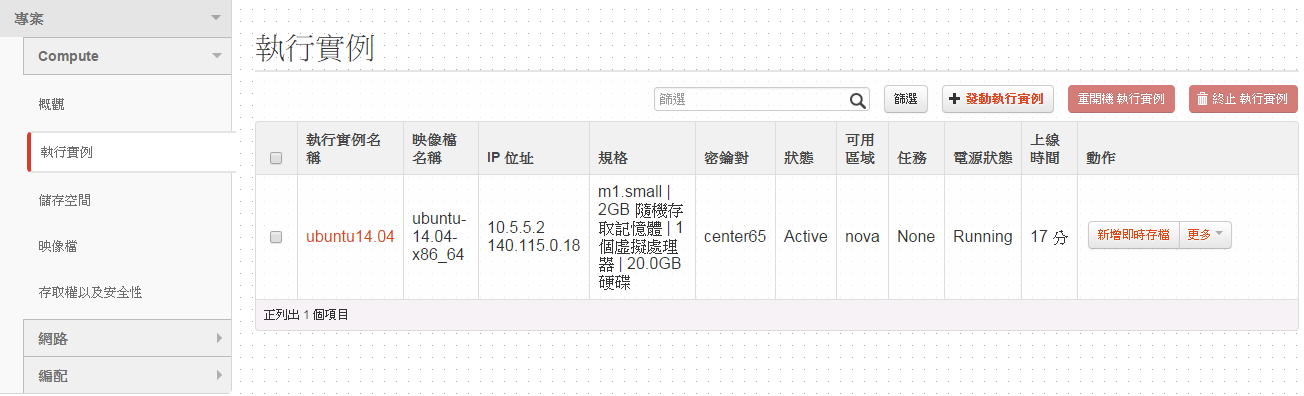 專案
Compute
概觀
執行實例
儲存空間
映像檔
存取權以及安全性
網路
編配
執行實例
篩選
篩選
發動執行實例
重開機 執行實例
終止 執行實例
執行實例名
稱
映像檔
名稱
IP 位址
規格
密鑰對
狀態
可用
區域
任務
電源狀態
上線
時間
動作
ubuntu14.04
ubuntu-
14.04-
x86_64
10.5.5.2
140.115.0.18
m1.small |
2GB 隨機存
取記憶體 | 1
個虛擬處理
器 | 20.0GB
硬碟
center65
Active
nova
None
Running
17 分
新增即時存檔
更多
正列出 1 個項目